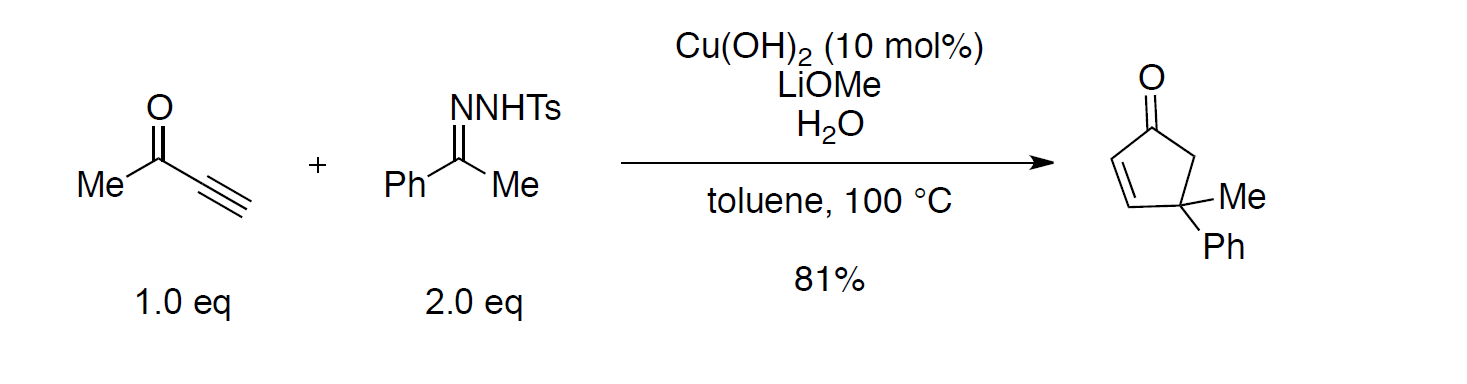 Cu(OH)₂ (10 mol%)
LiOMe
H₂O
O
NNHTs
O
Me
+
Ph
Me
toluene, 100 °C
Me
Ph
81%
1.0 eq
2.0 eq